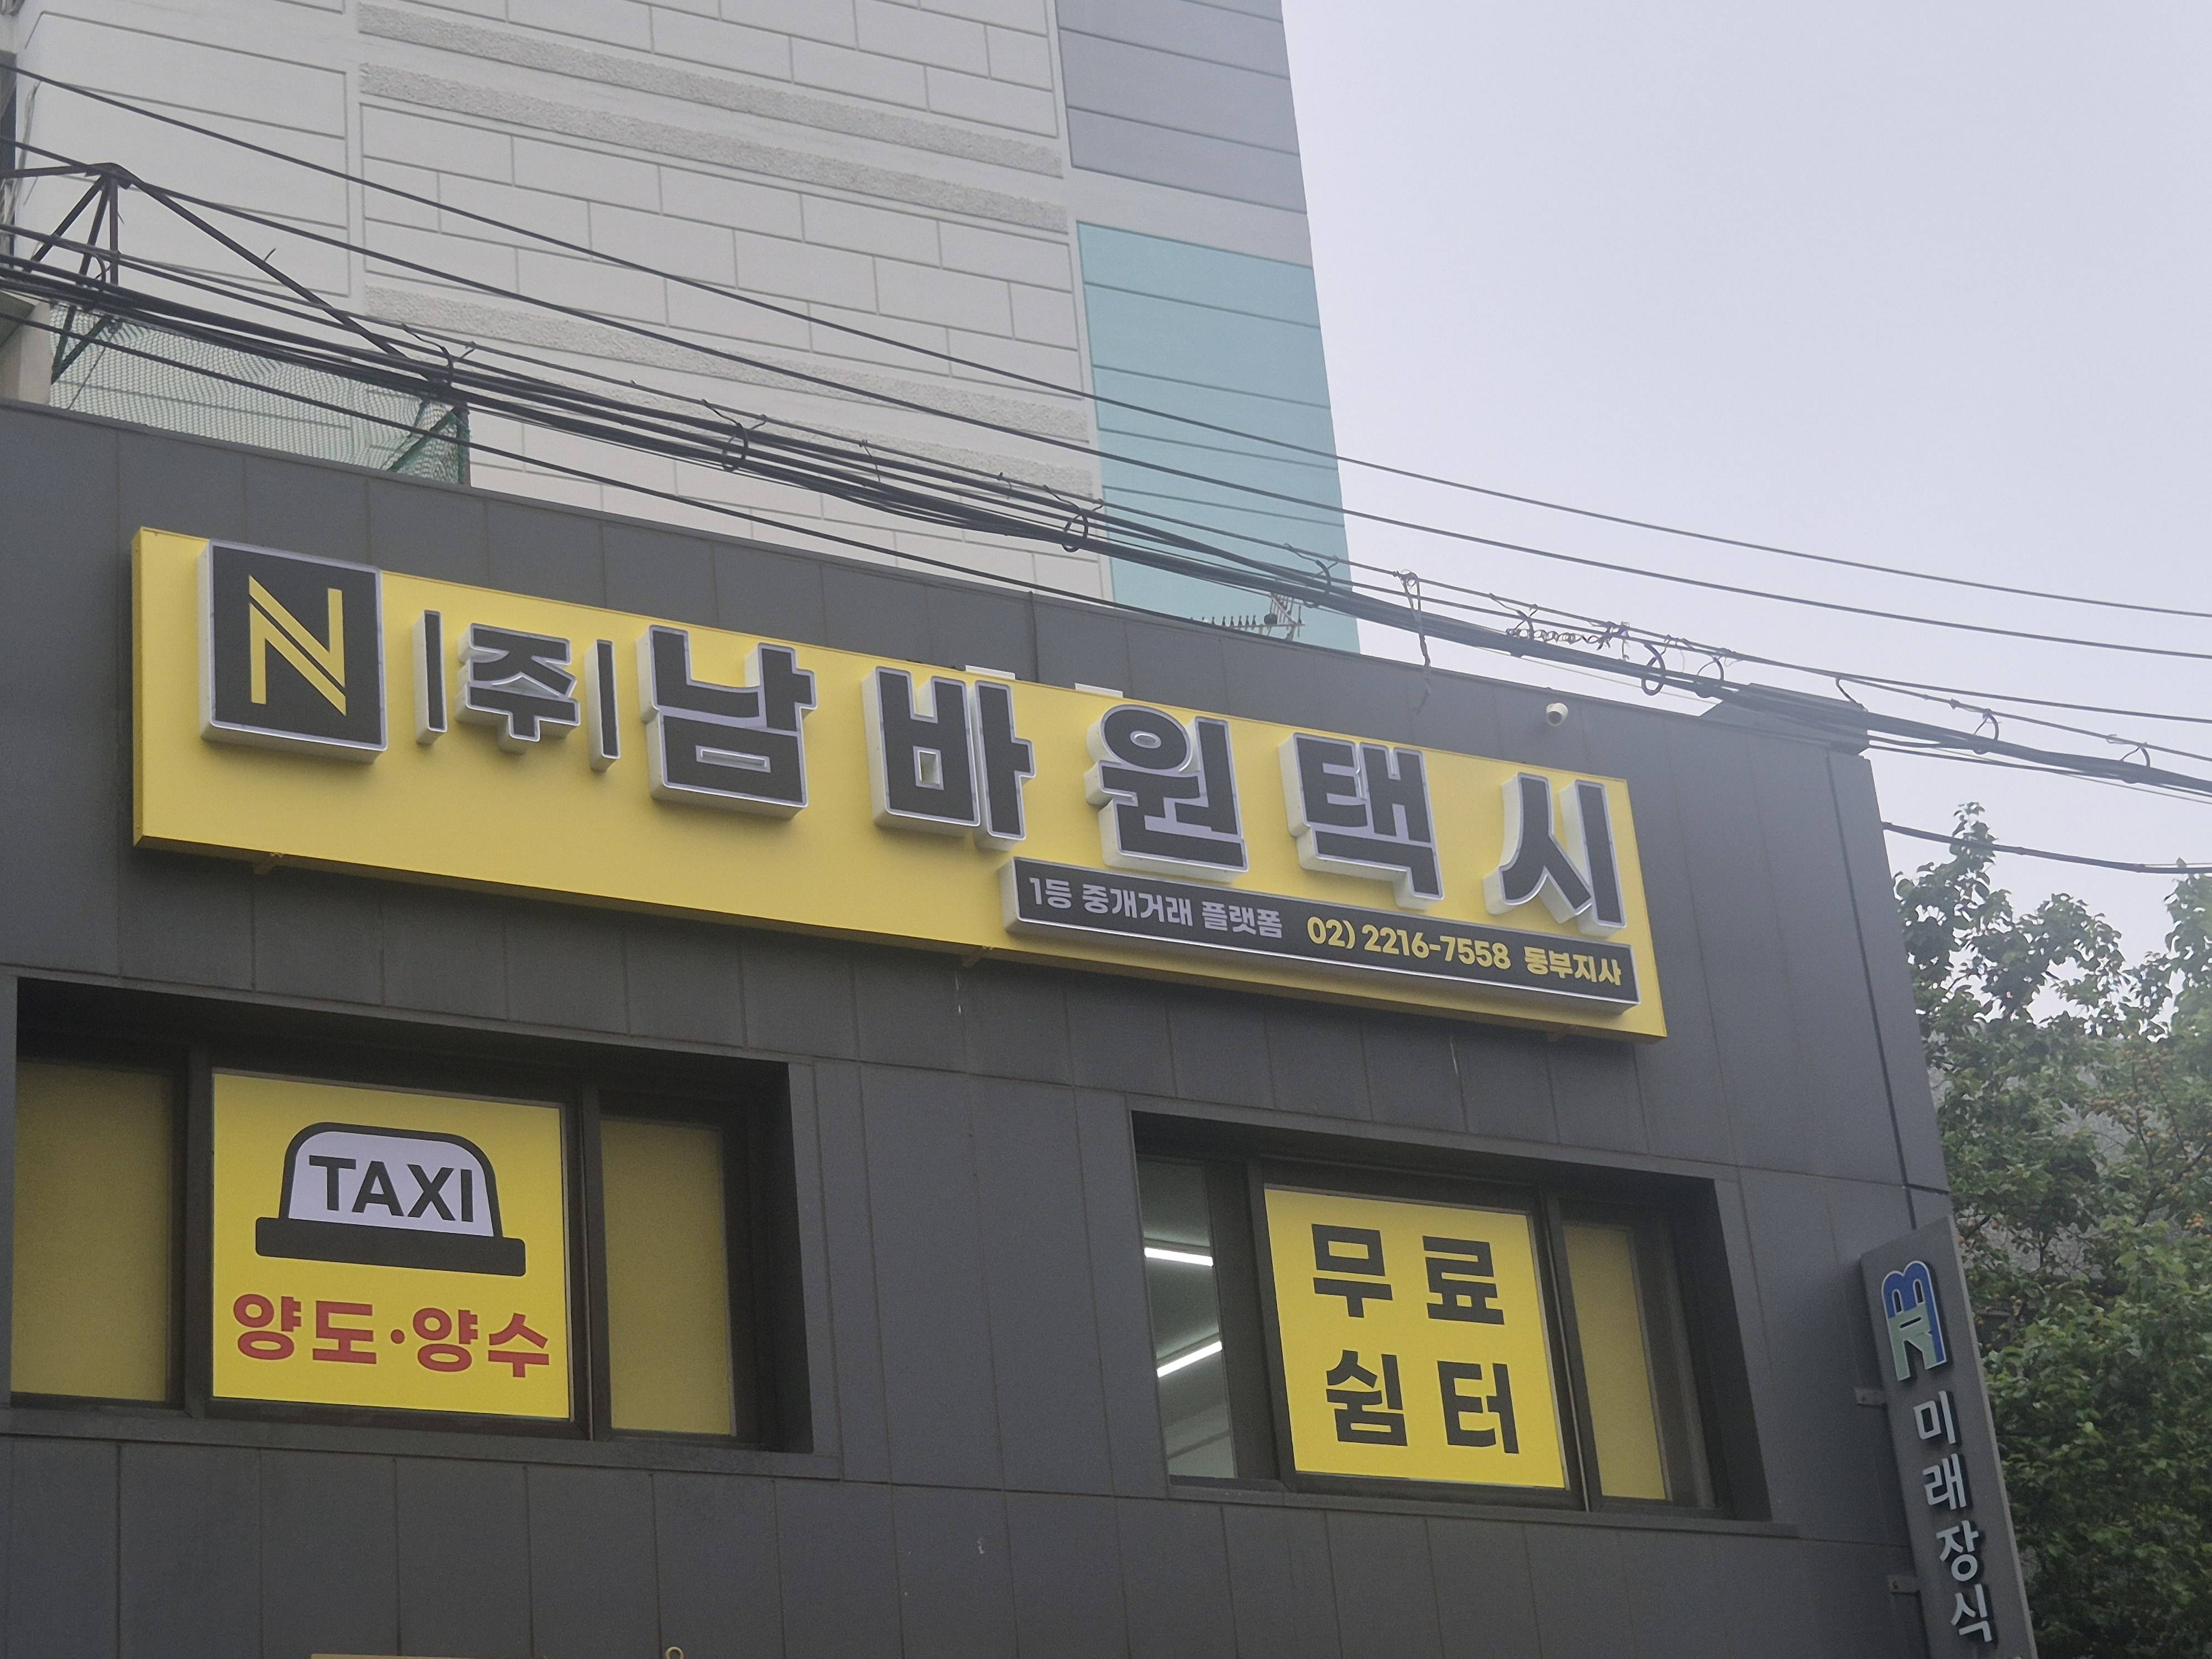 N |주| 남바원택시
1등 중개거래 플랫폼 02) 2216-7558 동부지사
TAXI
양도·양수
무료
쉼터
미래장식